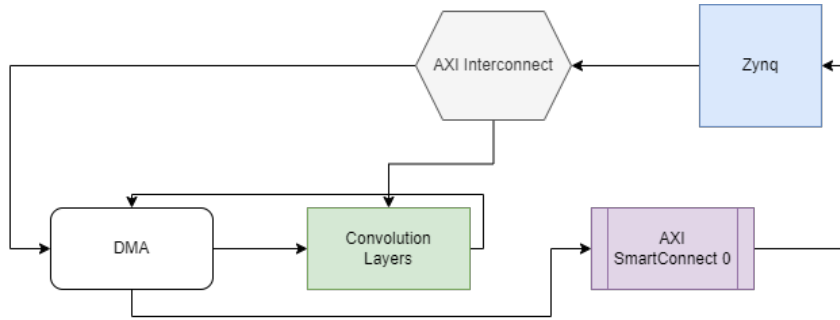 AXI Interconnect
Zynq
DMA
Convolution
Layers
AXI
SmartConnect 0